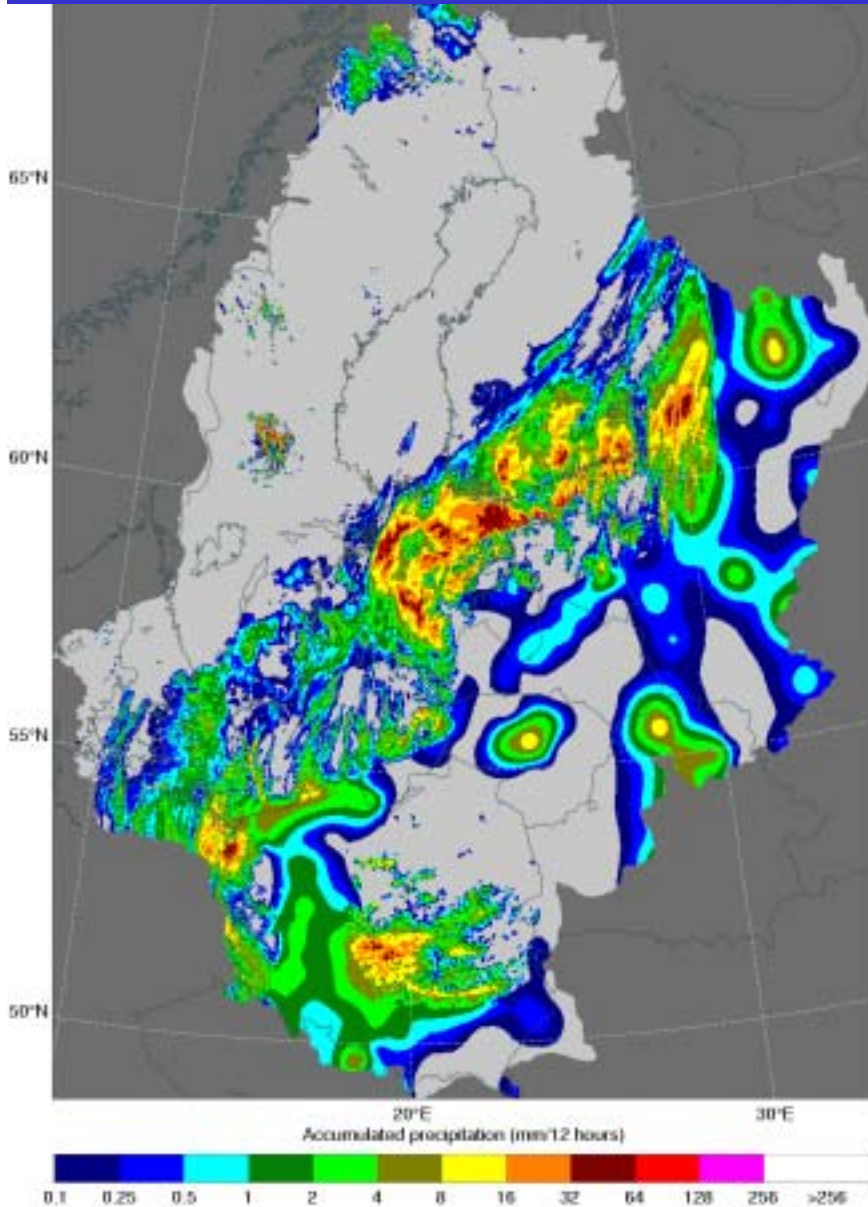 65°N
60°N
55°N
50°N
20°E 30°E
Accumulated precipitation (mm/12 hours)
0.1 0.25 0.5 1 2 4 8 16 32 64 128 256 >256